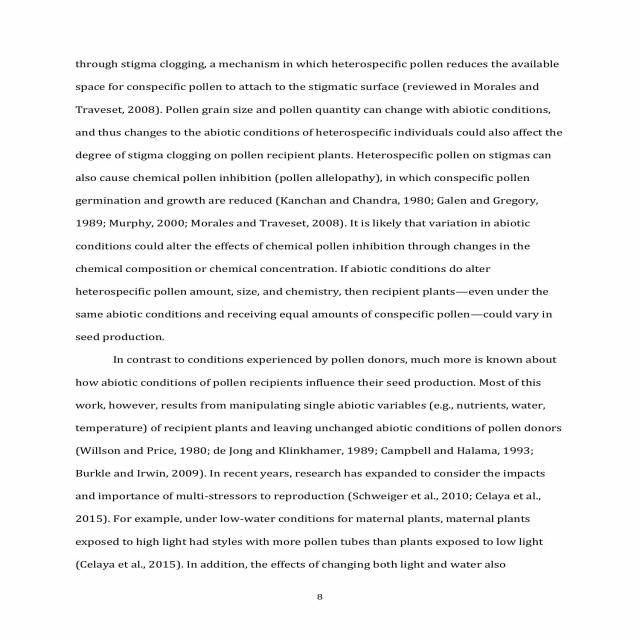 through stigma clogging, a mechanism in which heterospecific pollen reduces the available
space for conspecific pollen to attach to the stigmatic surface (reviewed in Morales and
Traveset, 2008). Pollen grain size and pollen quantity can change with abiotic conditions,
and thus changes to the abiotic conditions of heterospecific individuals could also affect the
degree of stigma clogging on pollen recipient plants. Heterospecific pollen on stigmas can
also cause chemical pollen inhibition (pollen allelopathy), in which conspecific pollen
germination and growth are reduced (Kanchan and Chandra, 1980; Galen and Gregory,
1989; Murphy, 2000; Morales and Traveset, 2008). It is likely that variation in abiotic
conditions could alter the effects of chemical pollen inhibition through changes in the
chemical composition or chemical concentration. If abiotic conditions do alter
heterospecific pollen amount, size, and chemistry, then recipient plants—even under the
same abiotic conditions and receiving equal amounts of conspecific pollen—could vary in
seed production.
In contrast to conditions experienced by pollen donors, much more is known about
how abiotic conditions of pollen recipients influence their seed production. Most of this
work, however, results from manipulating single abiotic variables (e.g., nutrients, water,
temperature) of recipient plants and leaving unchanged abiotic conditions of pollen donors
(Willson and Price, 1980; de Jong and Klinkhamer, 1989; Campbell and Halama, 1993;
Burkle and Irwin, 2009). In recent years, research has expanded to consider the impacts
and importance of multi-stressors to reproduction (Schweiger et al., 2010; Celaya et al.,
2015). For example, under low-water conditions for maternal plants, maternal plants
exposed to high light had styles with more pollen tubes than plants exposed to low light
(Celaya et al., 2015). In addition, the effects of changing both light and water also
8